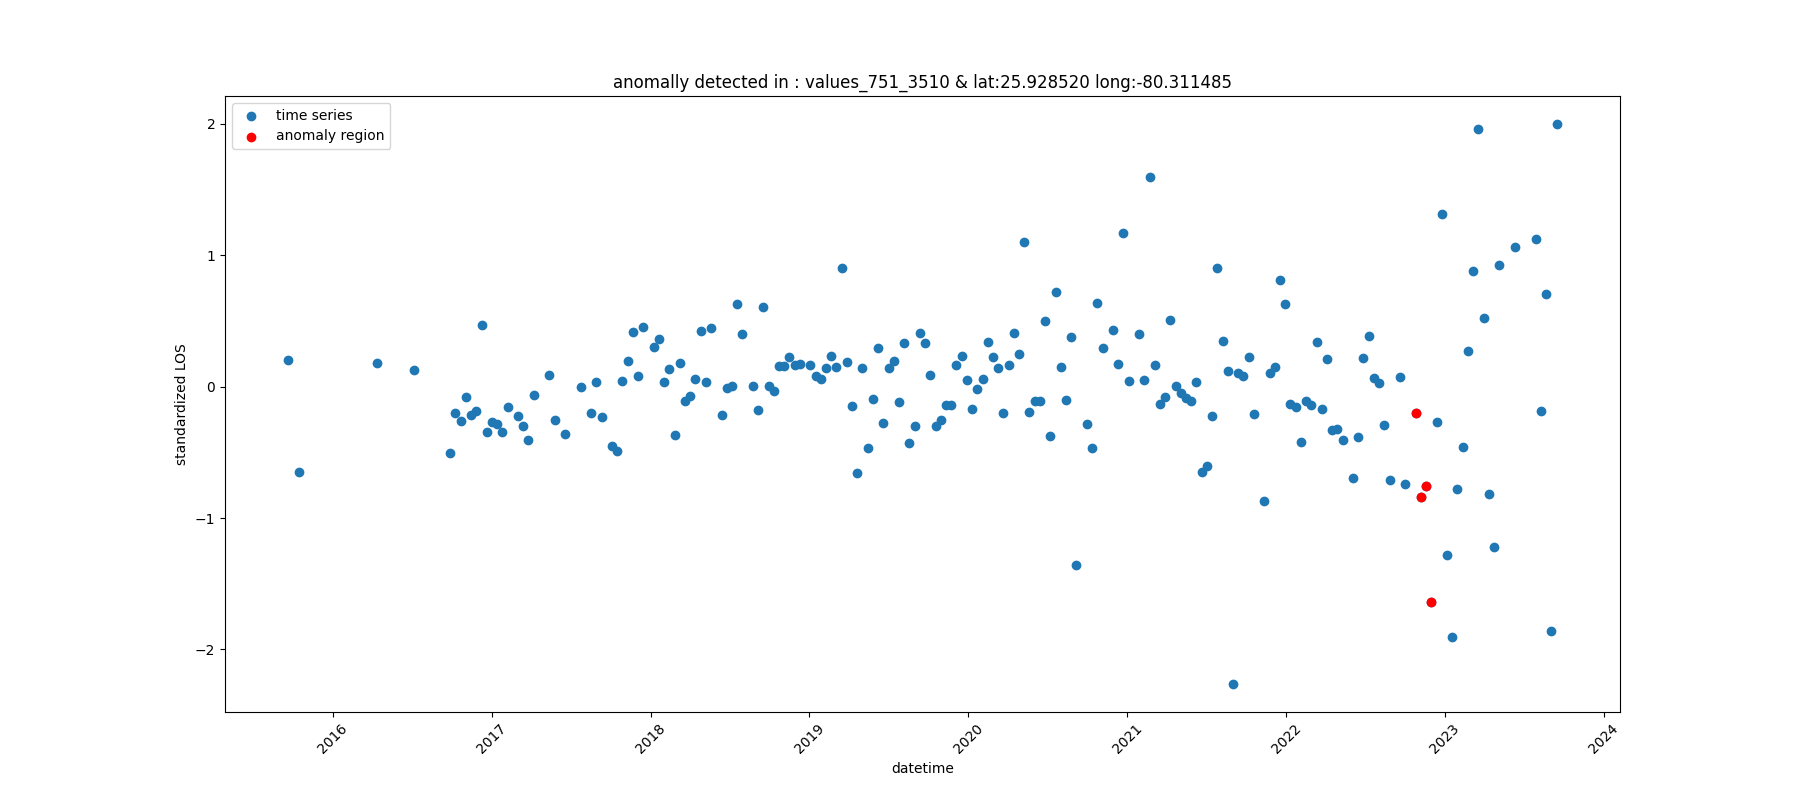 anomally detected in : values_751_3510 & lat:25.928520 long:-80.311485
time series
anomaly region
2
1
0
−1
−2
standardized LOS
2016
2017
2018
2019
2020
2021
2022
2023
2024
datetime